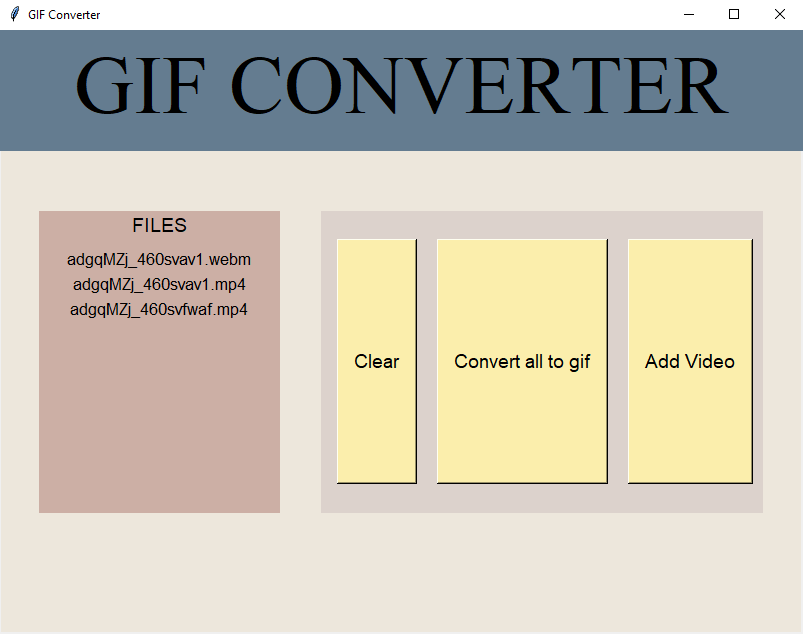 GIF Converter
GIF CONVERTER
FILES
adgqMZj_460svav1.webm
adgqMZj_460svav1.mp4
adgqMZj_460svfwaf.mp4
Clear
Convert all to gif
Add Video